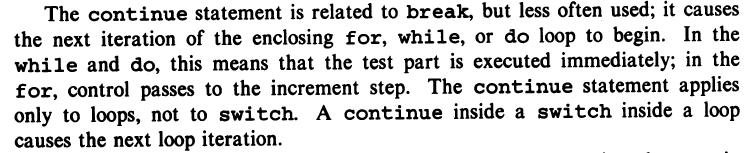 The continue statement is related to break, but less often used; it causes
the next iteration of the enclosing for, while, or do loop to begin. In the
while and do, this means that the test part is executed immediately; in the
for, control passes to the increment step. The continue statement applies
only to loops, not to switch. A continue inside a switch inside a loop
causes the next loop iteration.